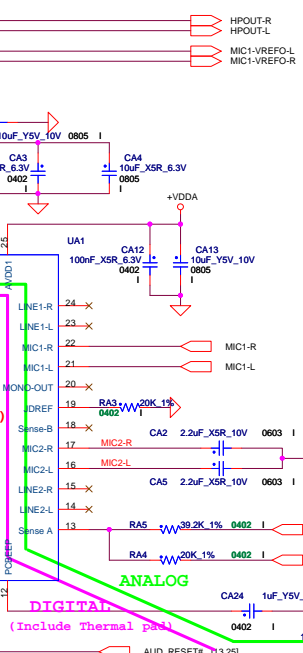 HPOUT-R
HPOUT-L
MIC1-VREFO-L
MIC1-VREFO-R
10uF_Y5V_10V 0805 I
CA3 CA4
R_6.3V 10uF_X5R_6.3V
0402 0805
I I
+VDDA
25
UA1
AVDD1
CA12 CA13
100nF_X5R_6.3V 10uF_Y5V_10V
0402 0805
I I
LINE1-R 24
LINE1-L 23
MIC1-R 22 MIC1-R
MIC1-L 21 MIC1-L
MONO-OUT 20
JDREF 19 RA3 20K_1%
0402 I
Sense-B 18
MIC2-R 17 MIC2-R CA2 2.2uF_X5R_10V 0603 I
MIC2-L 16 MIC2-L
LINE2-R 15 CA5 2.2uF_X5R_10V 0603 I
LINE2-L 14
Sense A 13 RA5 39.2K_1% 0402 I
RA4 20K_1% 0402 I
PCBEEP
ANALOG
12
DIGITAL
CA24 1uF_Y5V_
(Include Thermal pad)
0402 I
AUD_RESET# [13,25]